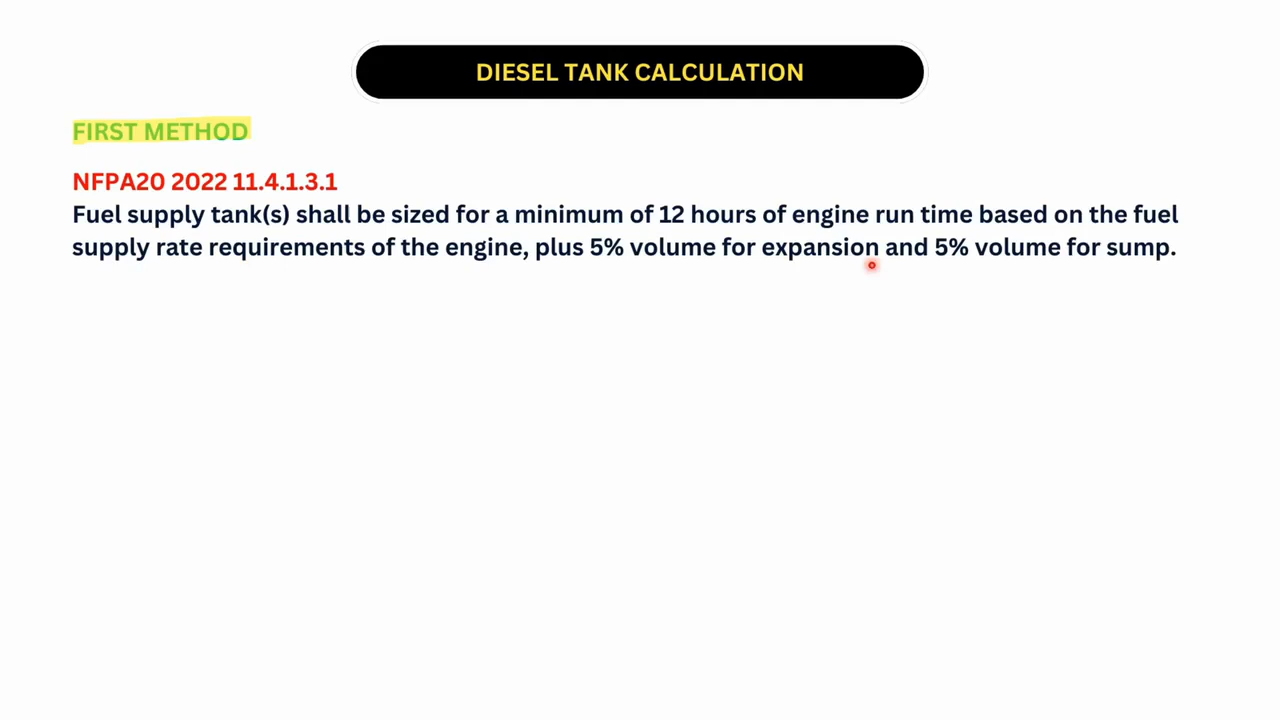 DIESEL TANK CALCULATION
FIRST METHOD
NFPA20 2022 11.4.1.3.1
Fuel supply tank(s) shall be sized for a minimum of 12 hours of engine run time based on the fuel
supply rate requirements of the engine, plus 5% volume for expansion and 5% volume for sump.